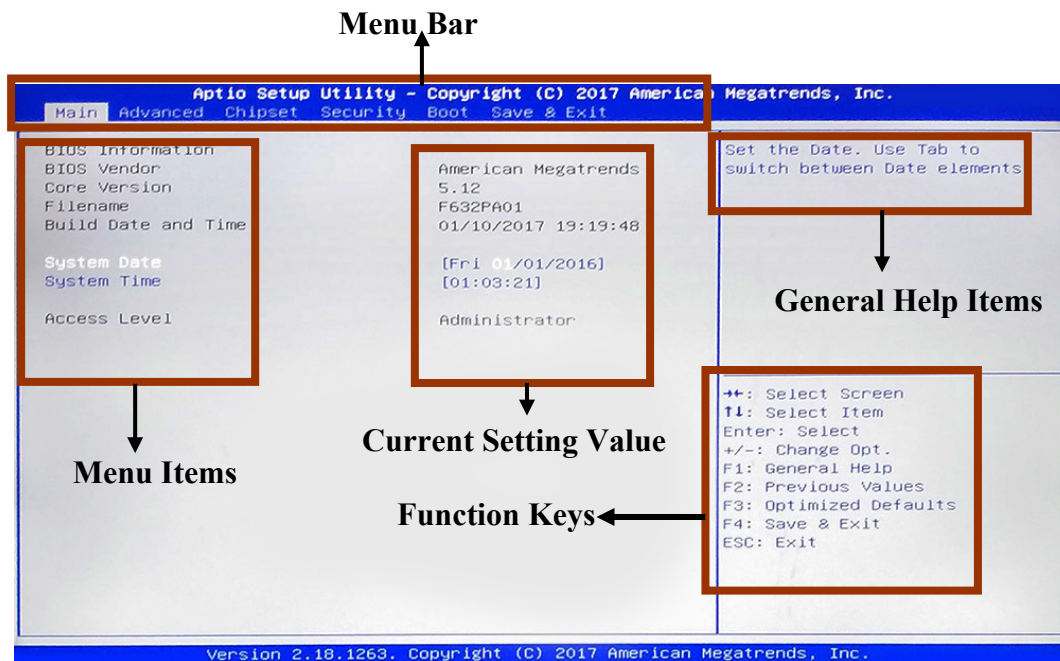 Menu Bar
Aptio Setup Utility – Copyright (C) 2017 American Megatrends, Inc.
Main Advanced Chipset Security Boot Save & Exit
BIOS Information
BIOS Vendor American Megatrends
Core Version 5.12
Filename F632PA01
Build Date and Time 01/10/2017 19:19:48
System Date [Fri 01/01/2016]
System Time [01:03:21]
Access Level Administrator
Set the Date. Use Tab to
switch between Date elements
General Help Items
Current Setting Value
Menu Items
Function Keys
→←: Select Screen
↑↓: Select Item
Enter: Select
+/-: Change Opt.
F1: General Help
F2: Previous Values
F3: Optimized Defaults
F4: Save & Exit
ESC: Exit
Version 2.18.1263. Copyright (C) 2017 American Megatrends, Inc.